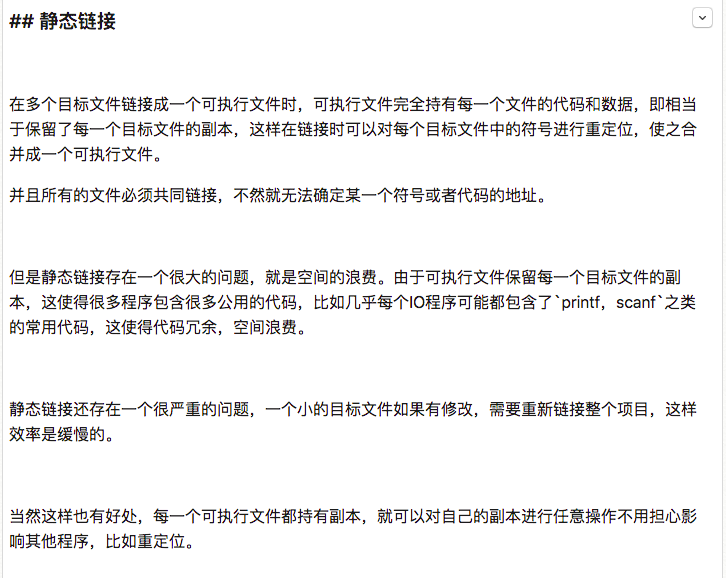 ## 静态链接
在多个目标文件链接成一个可执行文件时，可执行文件完全持有每一个文件的代码和数据，即相当
于保留了每一个目标文件的副本，这样在链接时可以对每个目标文件中的符号进行重定位，使之合
并成一个可执行文件。
并且所有的文件必须共同链接，不然就无法确定某一个符号或者代码的地址。
但是静态链接存在一个很大的问题，就是空间的浪费。由于可执行文件保留每一个目标文件的副
本，这使得很多程序包含很多公用的代码，比如几乎每个IO程序可能都包含了`printf，scanf`之类
的常用代码，这使得代码冗余，空间浪费。
静态链接还存在一个很严重的问题，一个小的目标文件如果有修改，需要重新链接整个项目，这样
效率是缓慢的。
当然这样也有好处，每一个可执行文件都持有副本，就可以对自己的副本进行任意操作不用担心影
响其他程序，比如重定位。